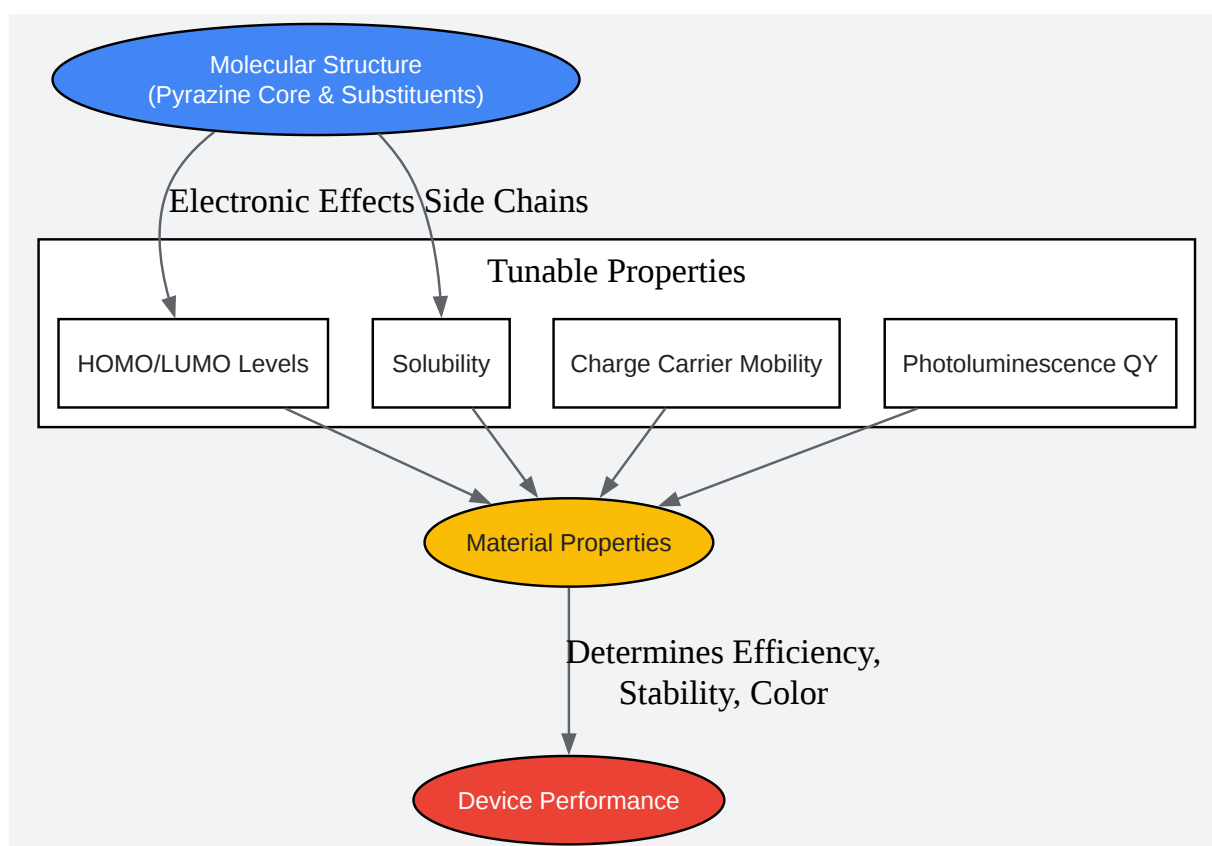 Molecular Structure
(Pyrazine Core & Substituents)
Electronic Effects
Side Chains
Tunable Properties
HOMO/LUMO Levels
Solubility
Charge Carrier Mobility
Photoluminescence QY
Material Properties
Determines Efficiency,
Stability, Color
Device Performance